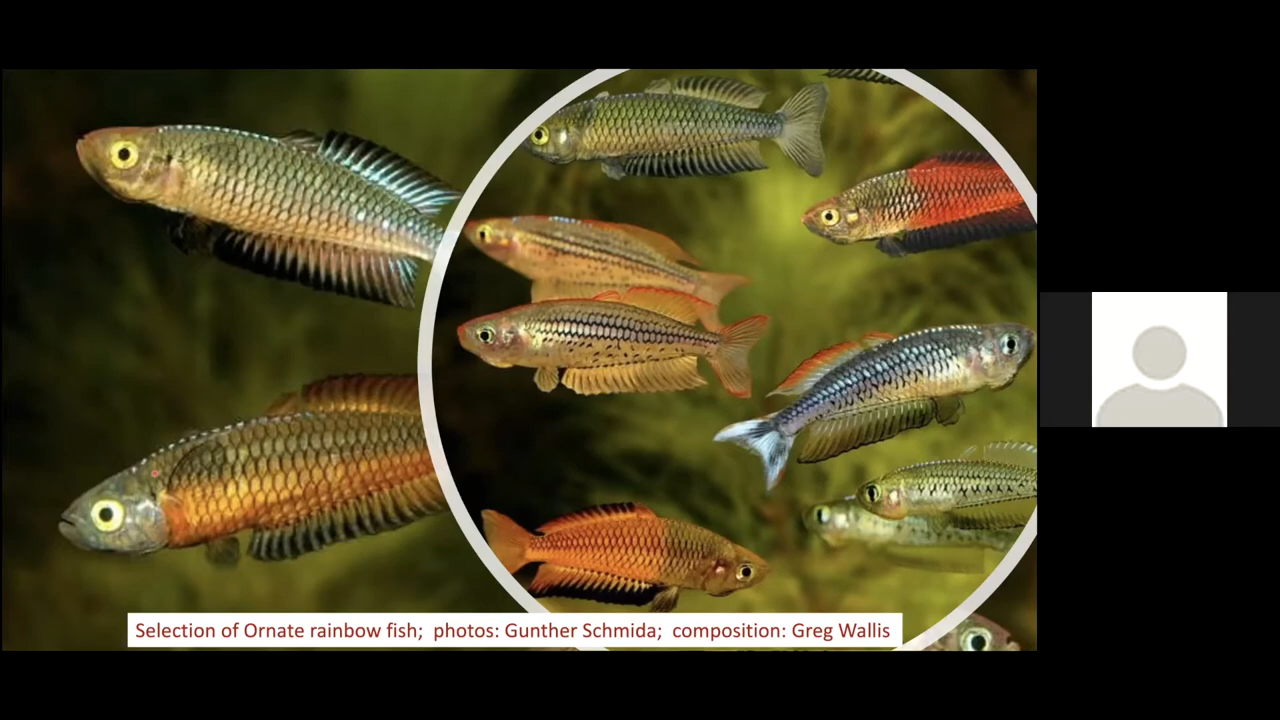 Selection of Ornate rainbow fish;  photos: Gunther Schmida;  composition: Greg Wallis